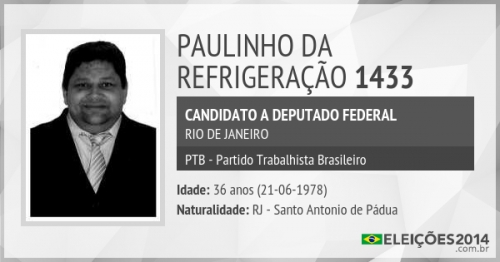 PAULINHO DA
REFRIGERAÇÃO 1433
CANDIDATO A DEPUTADO FEDERAL
RIO DE JANEIRO
PTB - Partido Trabalhista Brasileiro
Idade: 36 anos (21-06-1978)
Naturalidade: RJ - Santo Antonio de Pádua
ELEIÇÕES2014
.com.br